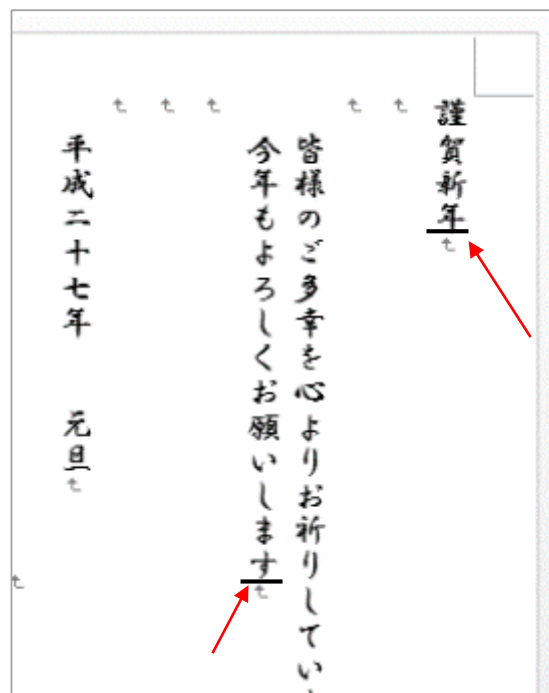 謹賀新年
皆様のご多幸を心よりお祈りしてい
今年もよろしくお願いします
平成二十七年　元旦